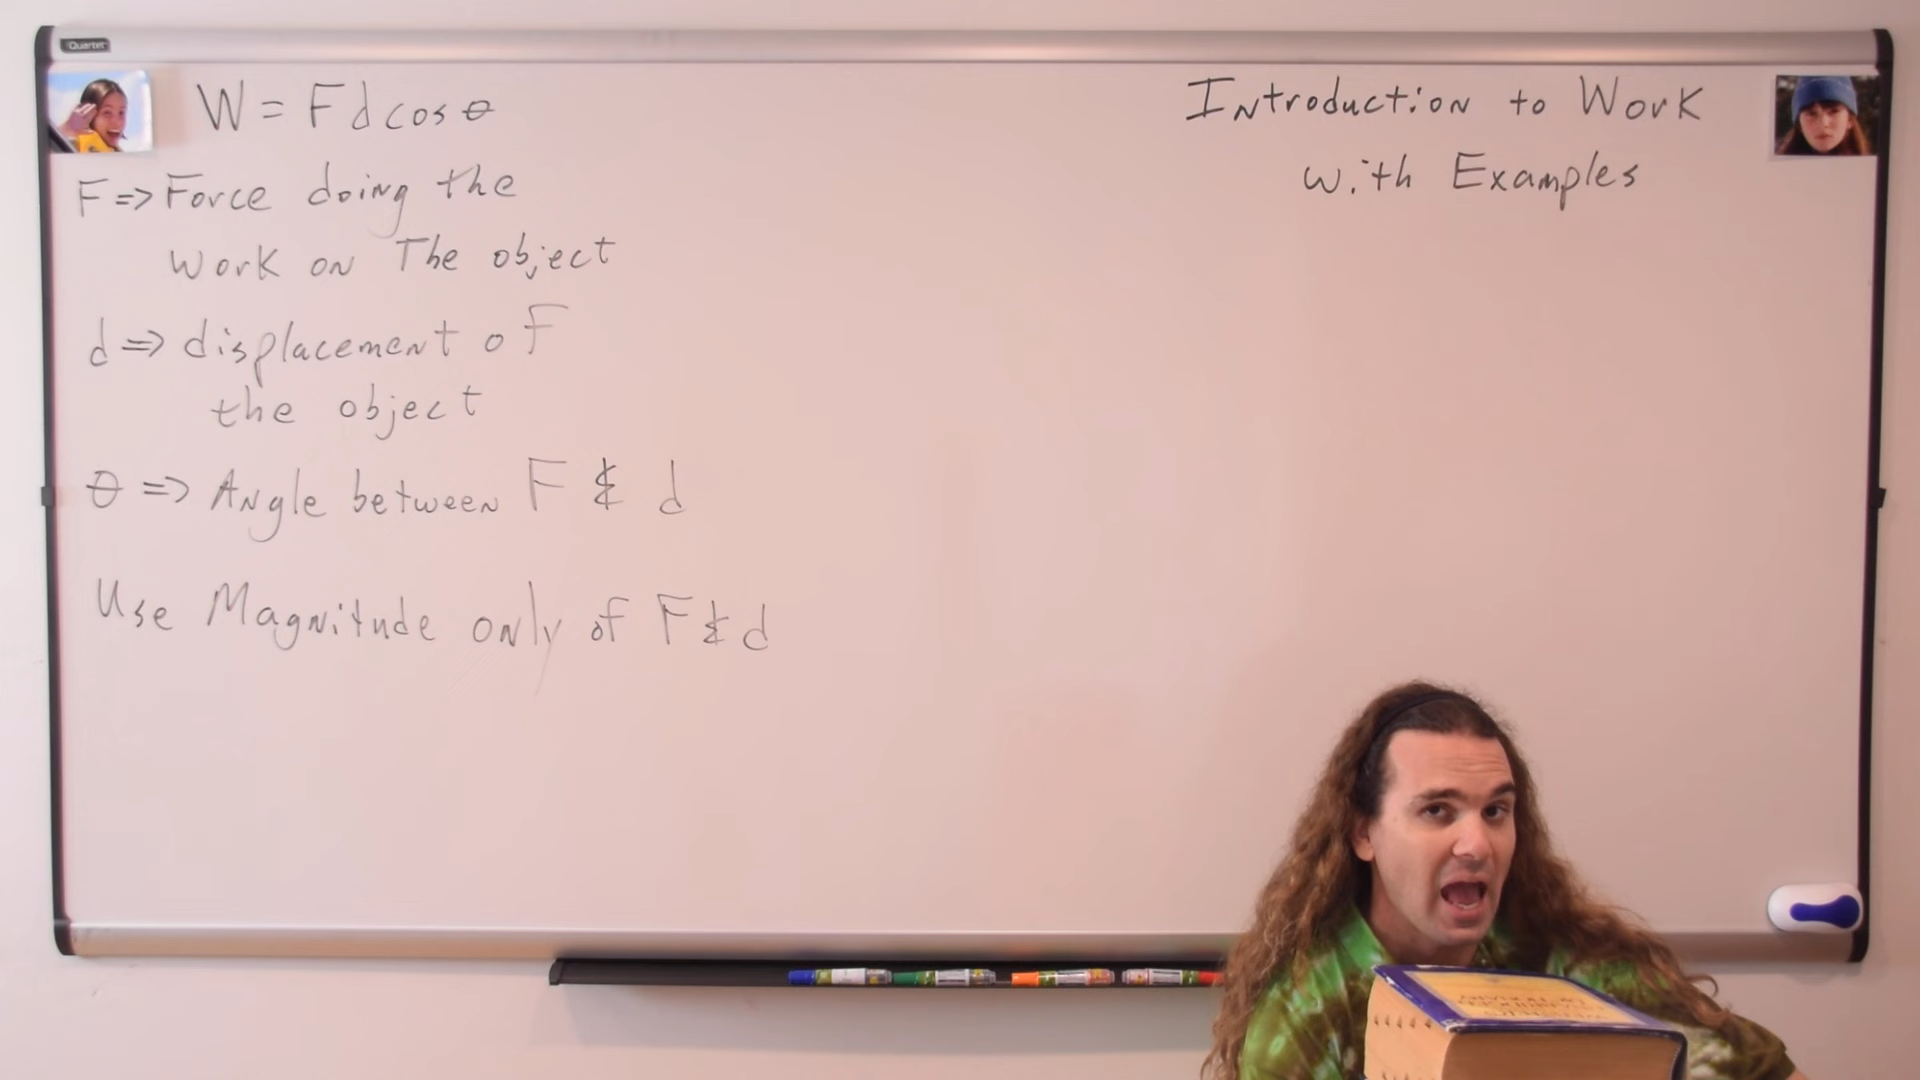 Quartet
W = F d cos θ
F => Force doing the
work on The object
d => displacement of
the object
θ => Angle between F & d
Use Magnitude only of F & d
Introduction to Work
with Examples